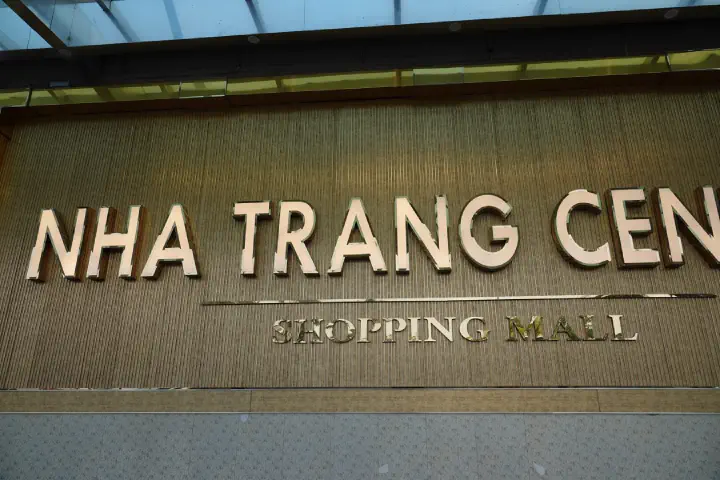 NHA TRANG CEN
SHOPPING MALL